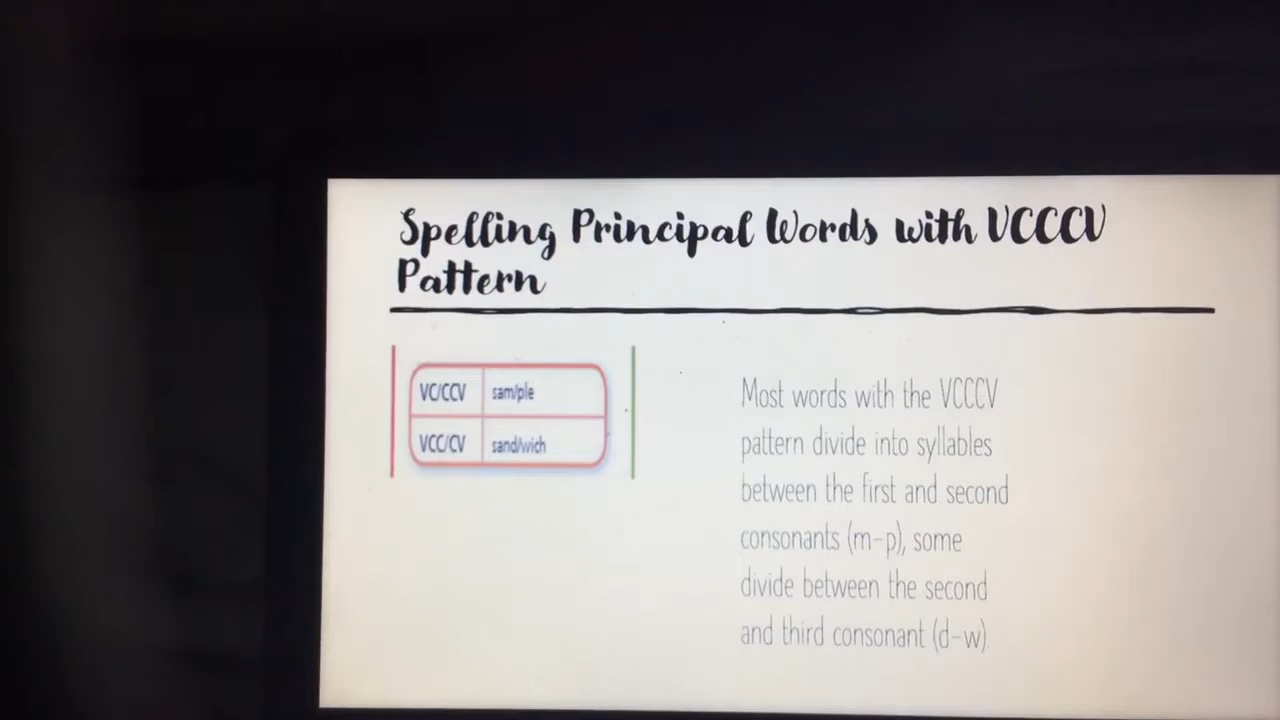 Spelling Principal Words with VCCCV
Pattern
VC/CCV sam/ple
VCC/CV sand/wich
Most words with the VCCCV
pattern divide into syllables
between the first and second
consonants (m-p), some
divide between the second
and third consonant (d-w).